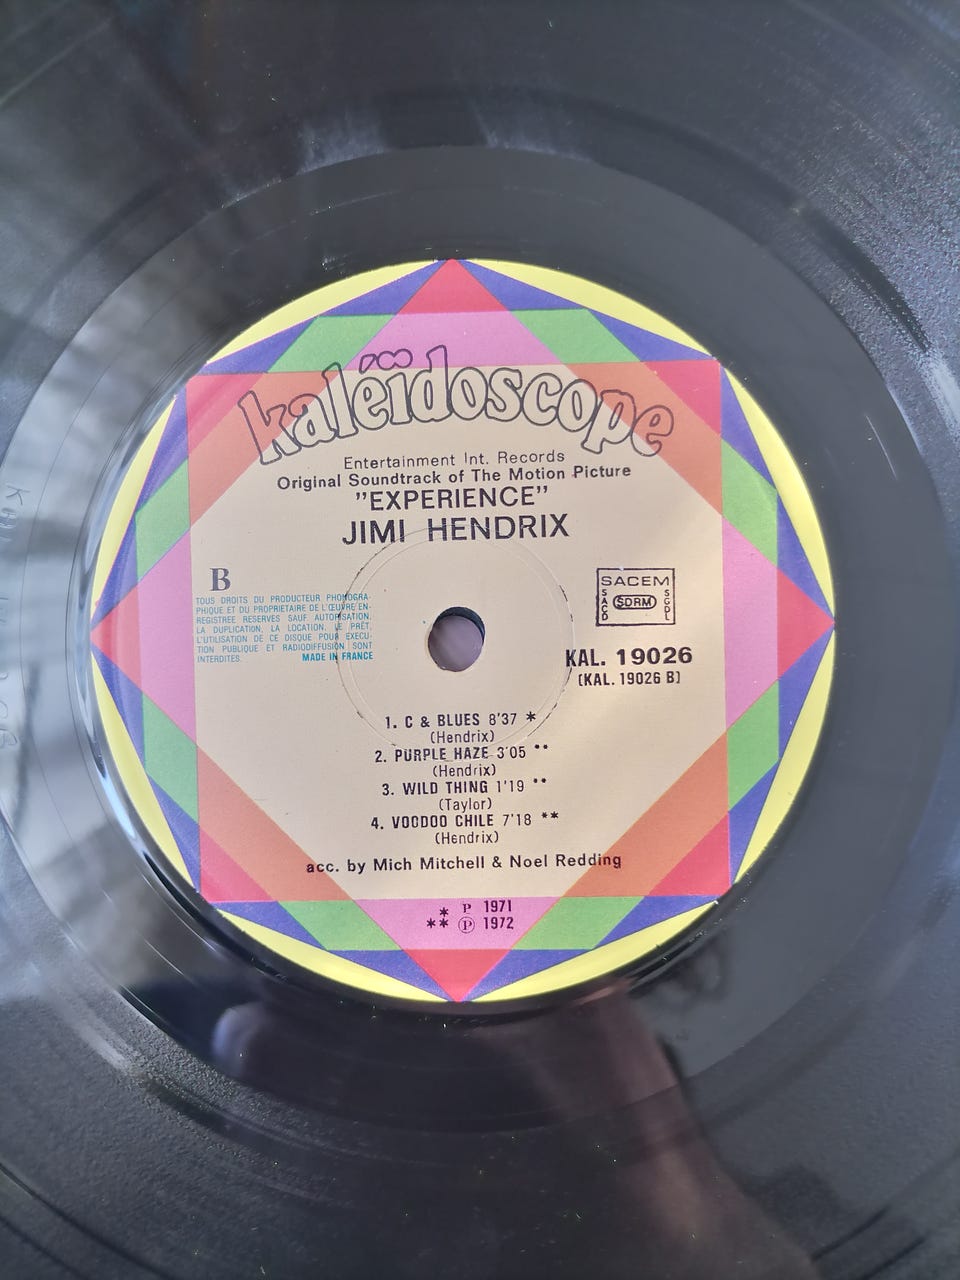 kaléïdoscope
Entertainment Int. Records
Original Soundtrack of The Motion Picture
"EXPERIENCE"
JIMI HENDRIX
B
TOUS DROITS DU PRODUCTEUR PHONOGRA-
PHIQUE ET DU PROPRIETAIRE DE L'ŒUVRE EN-
REGISTREE RESERVES SAUF AUTORISATION,
LA DUPLICATION, LA LOCATION, LE PRÊT,
L'UTILISATION DE CE DISQUE POUR EXECU-
TION PUBLIQUE ET RADIODIFFUSION SONT
INTERDITES. MADE IN FRANCE
SACEM
SACD SDRM SGDL
KAL. 19026
(KAL. 19026 B)
1. C & BLUES 8'37 *
(Hendrix)
2. PURPLE HAZE 3'05 **
(Hendrix)
3. WILD THING 1'19 **
(Taylor)
4. VOODOO CHILE 7'18 **
(Hendrix)
acc. by Mich Mitchell & Noel Redding
* P 1971
** Ⓟ 1972